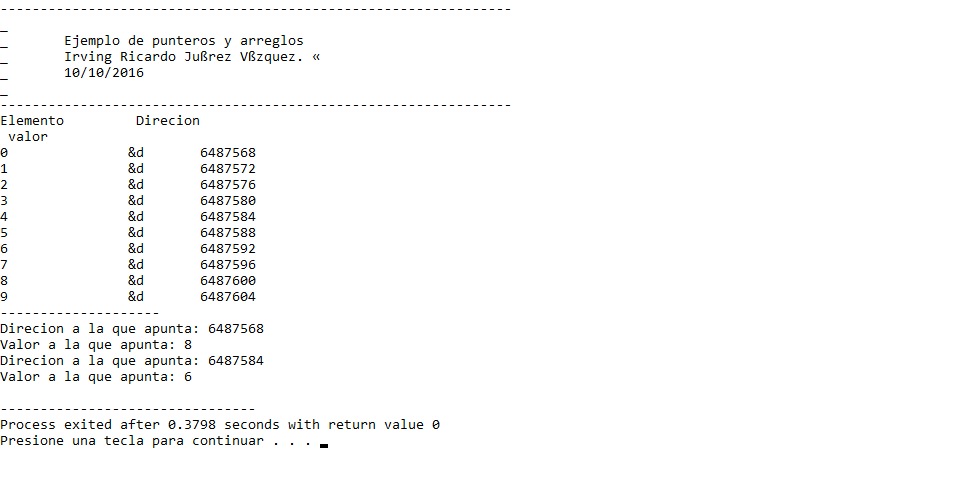 ----------------------------------------------------------------
_
_ Ejemplo de punteros y arreglos
_ Irving Ricardo Jußrez Vßzquez. «
_ 10/10/2016
_
----------------------------------------------------------------
Elemento Direcion
valor
0 &d 6487568
1 &d 6487572
2 &d 6487576
3 &d 6487580
4 &d 6487584
5 &d 6487588
6 &d 6487592
7 &d 6487596
8 &d 6487600
9 &d 6487604
--------------------
Direcion a la que apunta: 6487568
Valor a la que apunta: 8
Direcion a la que apunta: 6487584
Valor a la que apunta: 6
--------------------------------
Process exited after 0.3798 seconds with return value 0
Presione una tecla para continuar . . .